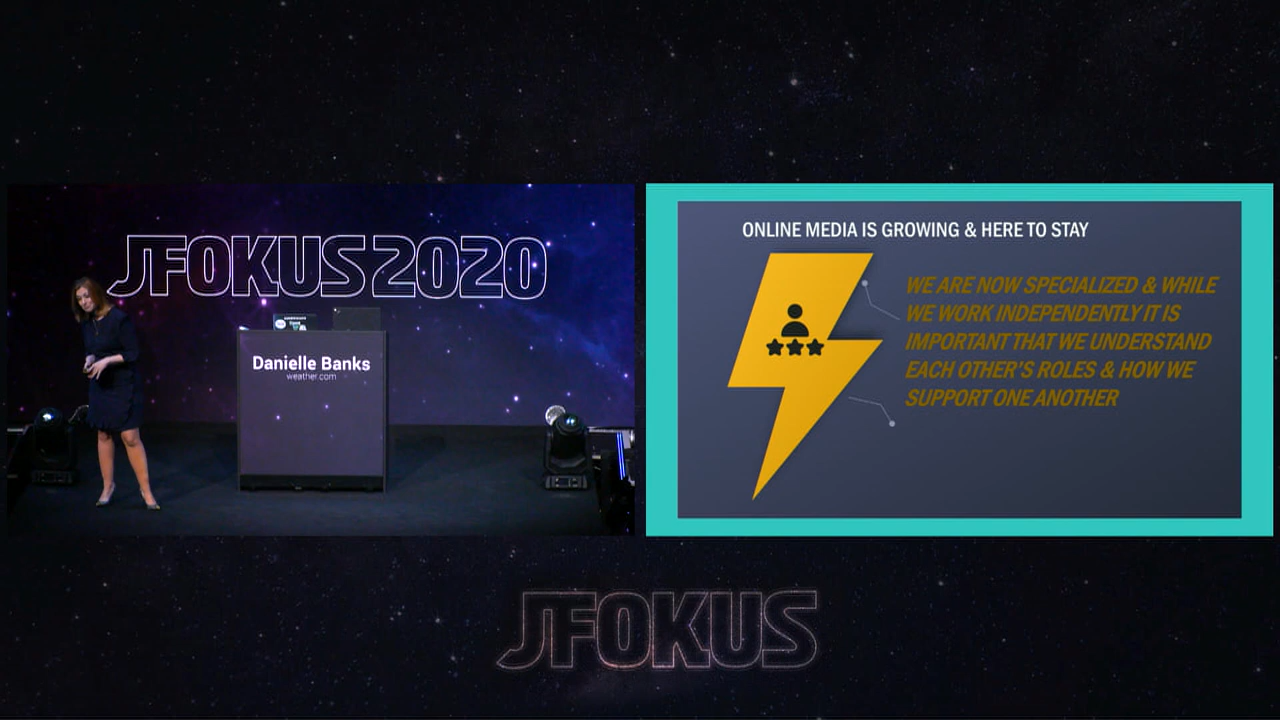 JFOKUS 2020
Danielle Banks
weather.com
ONLINE MEDIA IS GROWING & HERE TO STAY
WE ARE NOW SPECIALIZED & WHILE
WE WORK INDEPENDENTLY IT IS
IMPORTANT THAT WE UNDERSTAND
EACH OTHER'S ROLES & HOW WE
SUPPORT ONE ANOTHER
JFOKUS